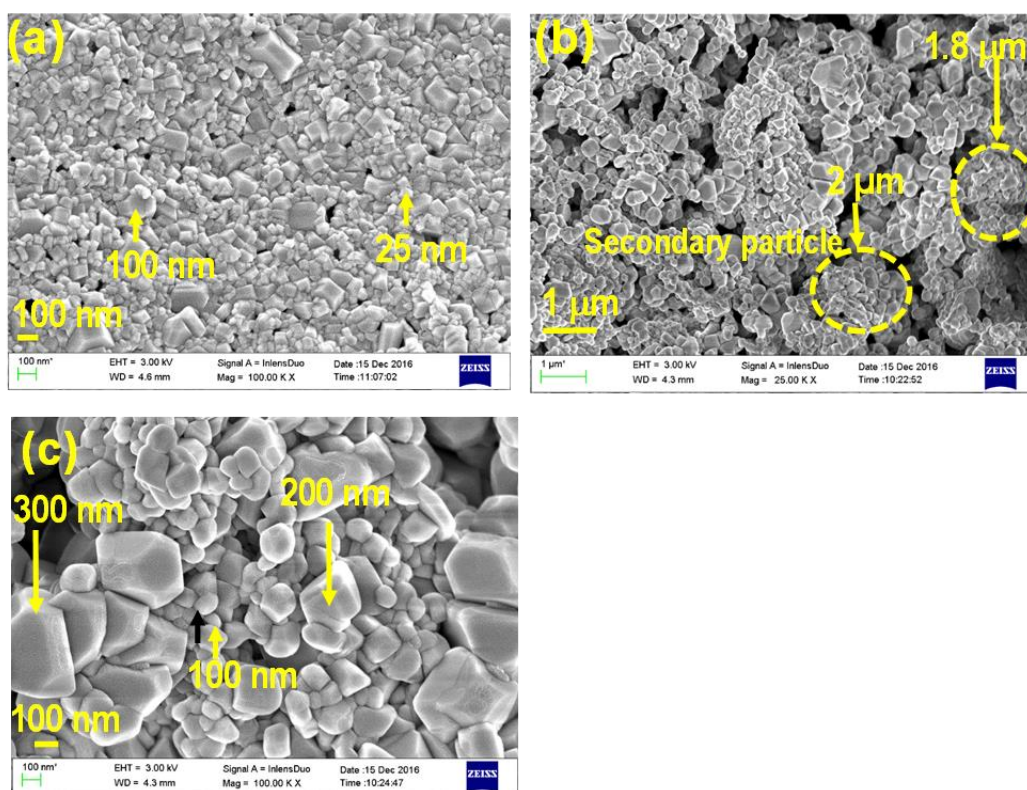 (a)
100 nm
25 nm
100 nm
100 nm*
EHT = 3.00 kV
Signal A = InlensDuo
Date :15 Dec 2016
WD = 4.6 mm
Mag = 100.00 K X
Time :11:07:02
ZEISS
(b)
1.8 µm
2 µm
Secondary particle
1 µm
1 µm*
EHT = 3.00 kV
Signal A = InlensDuo
Date :15 Dec 2016
WD = 4.3 mm
Mag = 25.00 K X
Time :10:22:52
ZEISS
(c)
300 nm
200 nm
100 nm
100 nm
100 nm*
EHT = 3.00 kV
Signal A = InlensDuo
Date :15 Dec 2016
WD = 4.3 mm
Mag = 100.00 K X
Time :10:24:47
ZEISS